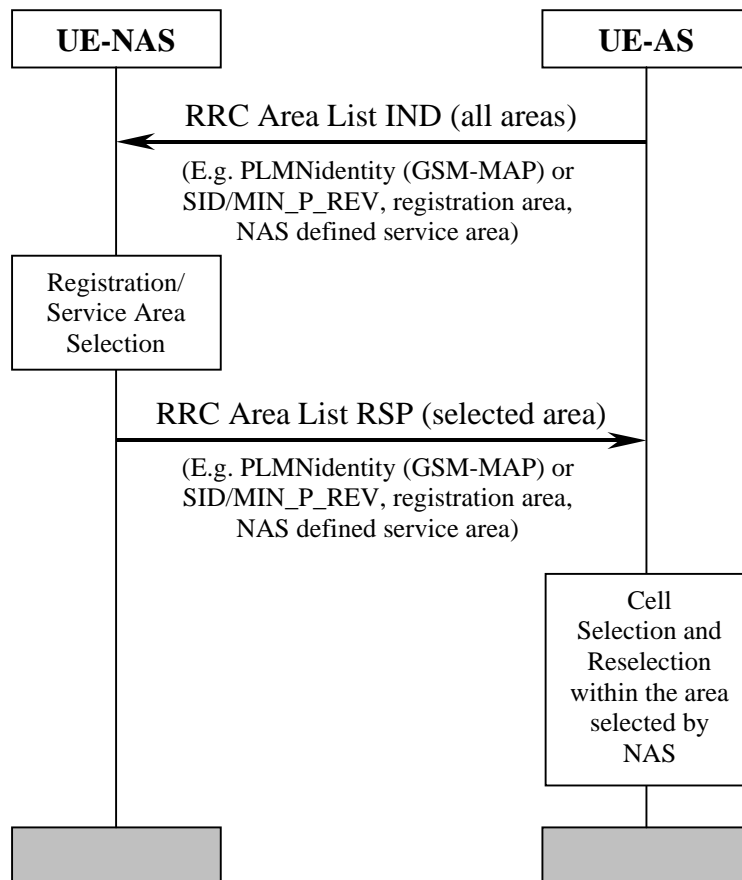 UE-NAS
UE-AS
RRC Area List IND (all areas)
(E.g. PLMNidentity (GSM-MAP) or
SID/MIN_P_REV, registration area,
NAS defined service area)
Registration/
Service Area
Selection
RRC Area List RSP (selected area)
(E.g. PLMNidentity (GSM-MAP) or
SID/MIN_P_REV, registration area,
NAS defined service area)
Cell
Selection and
Reselection
within the area
selected by
NAS